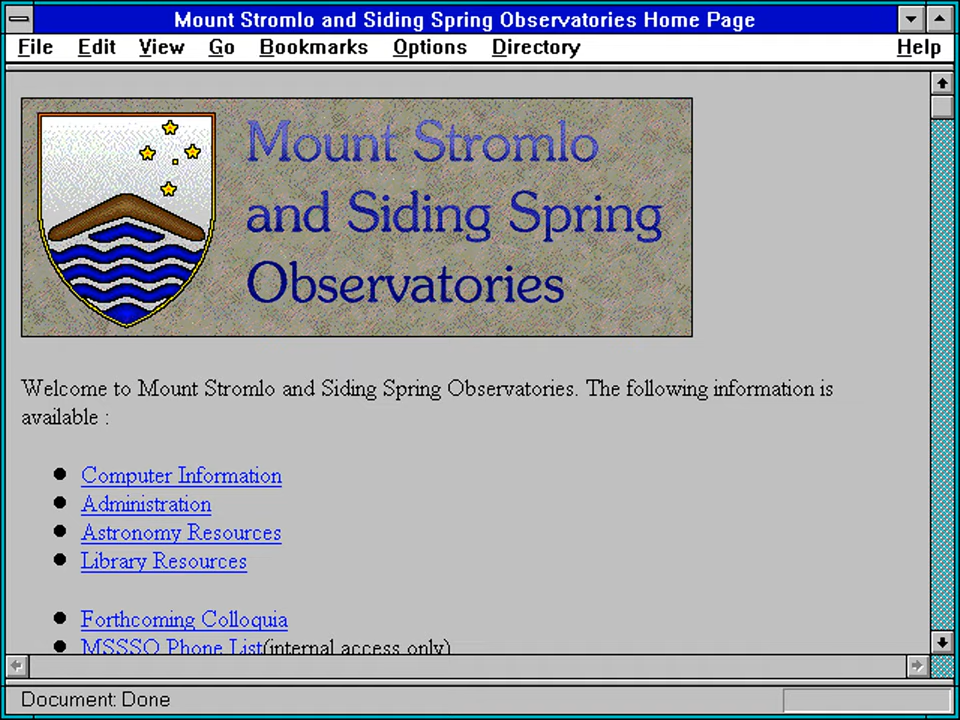 Mount Stromlo and Siding Spring Observatories Home Page
File Edit View Go Bookmarks Options Directory Help
Mount Stromlo
and Siding Spring
Observatories
Welcome to Mount Stromlo and Siding Spring Observatories. The following information is
available :
Computer Information
Administration
Astronomy Resources
Library Resources
Forthcoming Colloquia
MSSSO Phone List(internal access only)
Document: Done